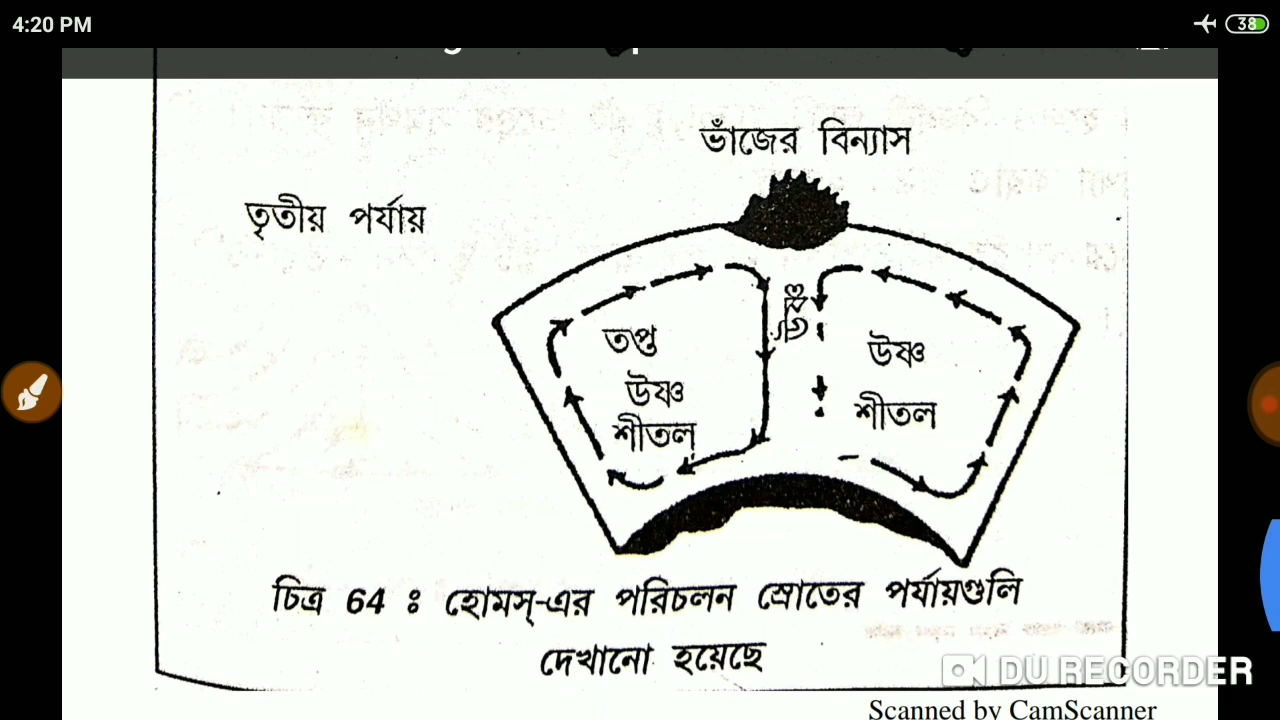 4:20 PM
38
ভাঁজের বিন্যাস
তৃতীয় পর্যায়
তপ্ত
উষ্ণ
শীতল
উষ্ণ
শীতল
চিত্র 64 : হোমস্-এর পরিচলন স্রোতের পর্যায়গুলি
দেখানো হয়েছে
DU RECORDER
Scanned by CamScanner